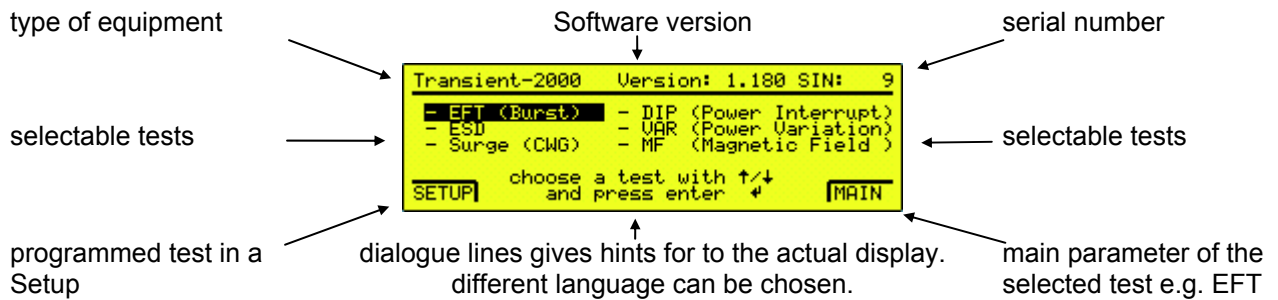 type of equipment
Software version
serial number
Transient-2000 Version: 1.180 SIN: 9
- EFT (Burst) - DIP (Power Interrupt)
- ESD - VAR (Power Variation)
- Surge (CWG) - MF (Magnetic Field )
selectable tests
selectable tests
choose a test with ↑/↓
SETUP and press enter ↵ MAIN
programmed test in a
Setup
dialogue lines gives hints for to the actual display.
different language can be chosen.
main parameter of the
selected test e.g. EFT